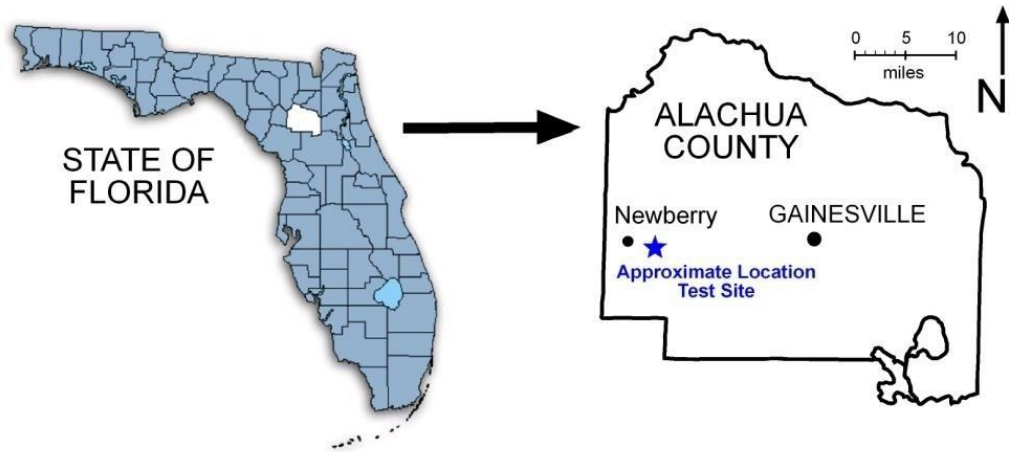 STATE OF
FLORIDA
ALACHUA
COUNTY
0 5 10
miles
N
Newberry
GAINESVILLE
Approximate Location
Test Site